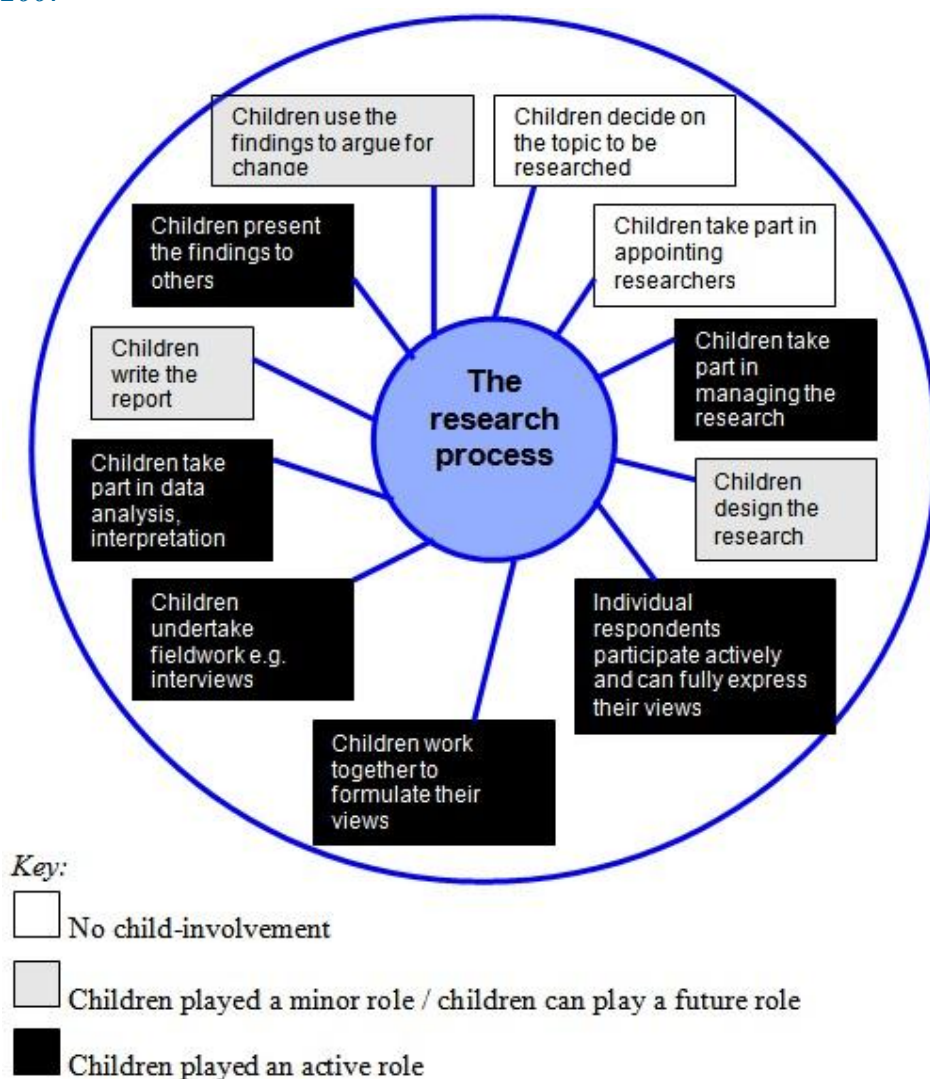 Children use the
findings to argue for
change
Children decide on
the topic to be
researched
Children present
the findings to
others
Children take part in
appointing
researchers
Children
write the
report
The
research
process
Children take
part in
managing the
research
Children take
part in data
analysis,
interpretation
Children
design the
research
Children
undertake
fieldwork e.g.
interviews
Individual
respondents
participate actively
and can fully express
their views
Children work
together to
formulate their
views
Key:
No child-involvement
Children played a minor role / children can play a future role
Children played an active role